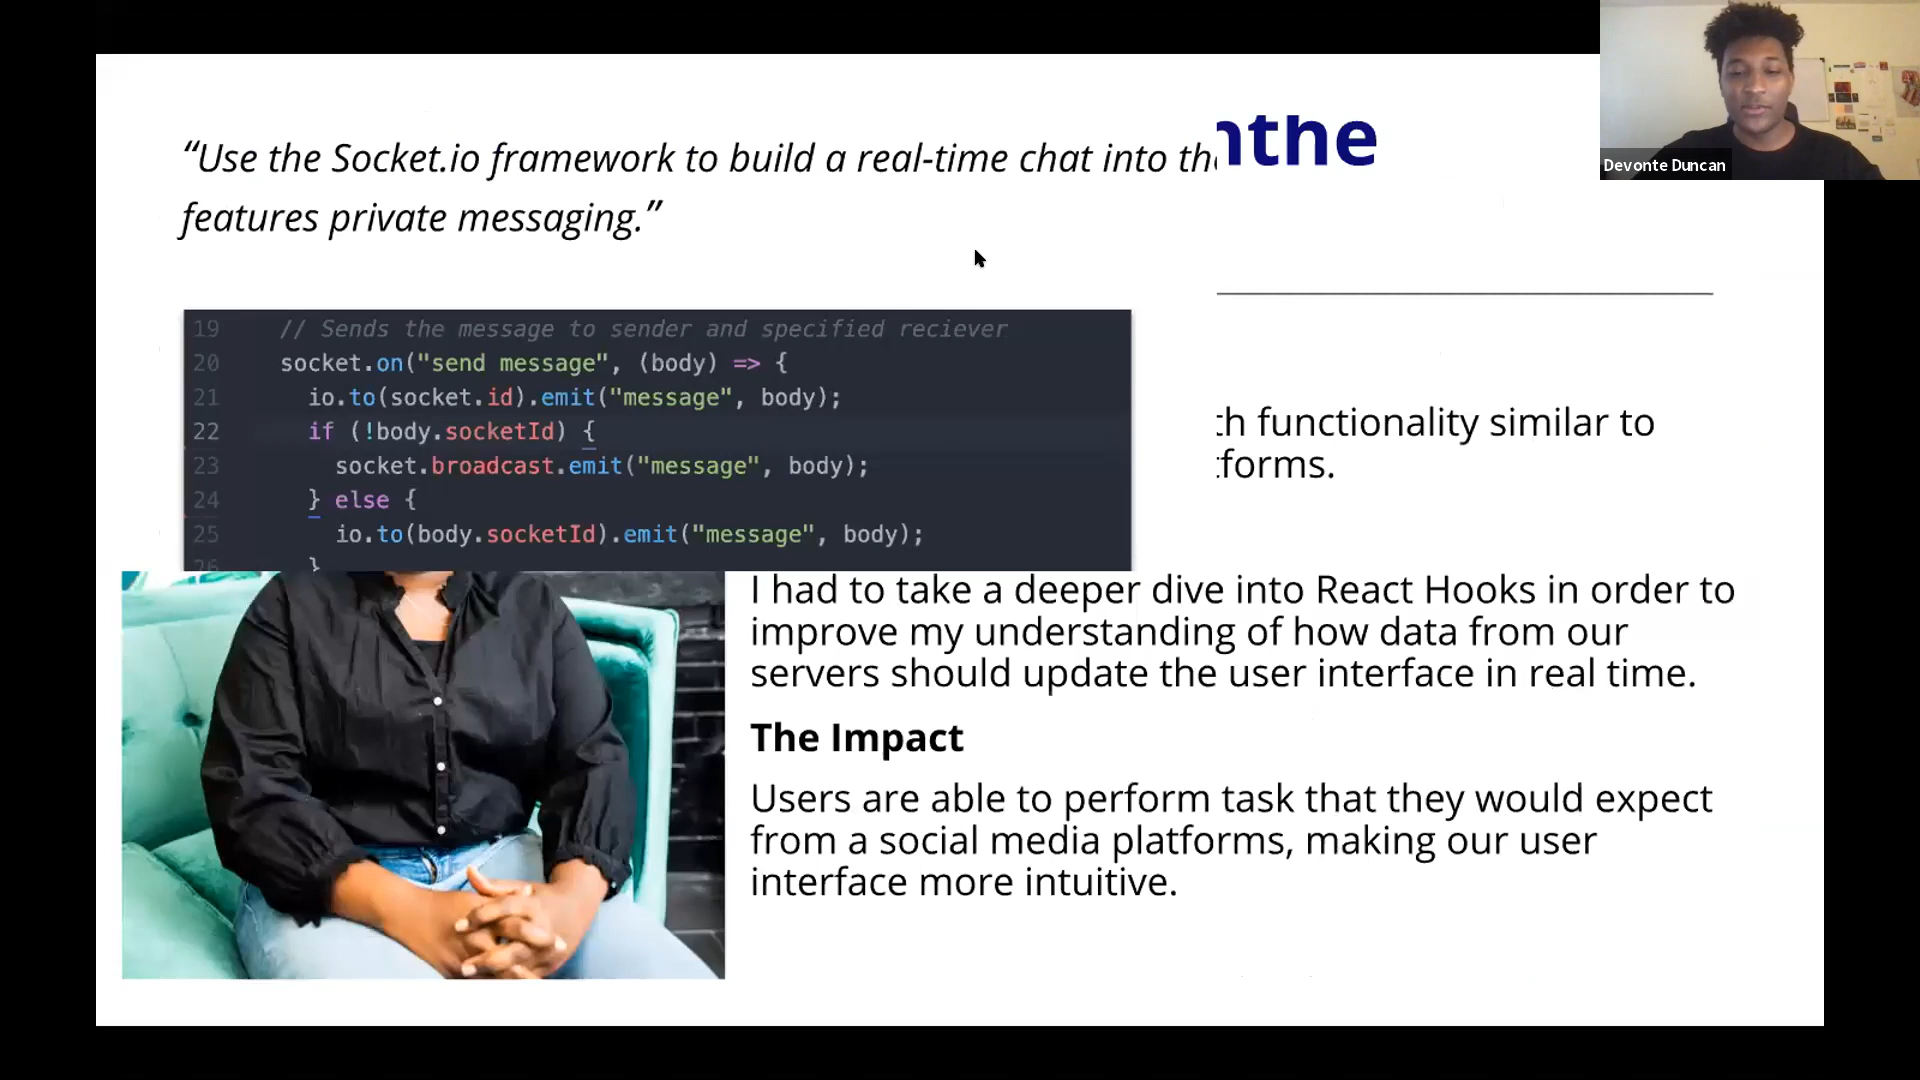 “Use the Socket.io framework to build a real-time chat into
features private messaging.”
Devonte Duncan
19 // Sends the message to sender and specified reciever
20 socket.on("send message", (body) => {
21 io.to(socket.id).emit("message", body);
22 if (!body.socketId) {
23 socket.broadcast.emit("message", body);
24 } else {
25 io.to(body.socketId).emit("message", body);
26 }
functionality similar to
I had to take a deeper dive into React Hooks in order to
improve my understanding of how data from our
servers should update the user interface in real time.
The Impact
Users are able to perform task that they would expect
from a social media platforms, making our user
interface more intuitive.